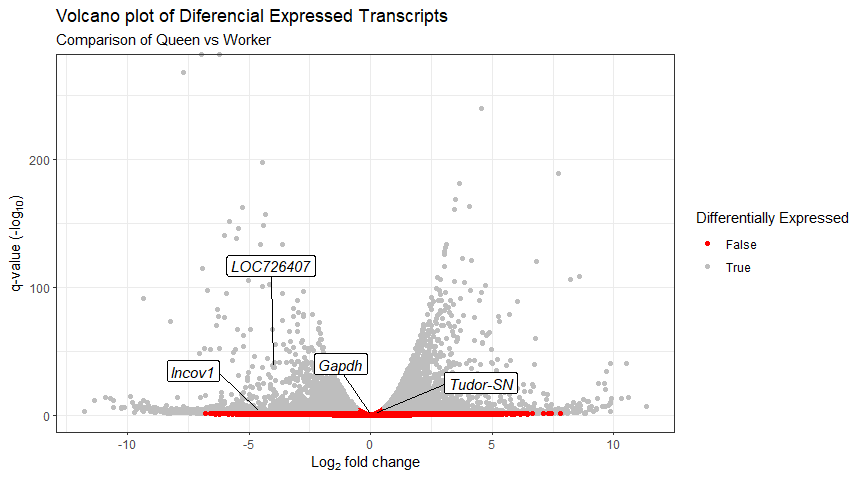 Volcano plot of Diferencial Expressed Transcripts
Comparison of Queen vs Worker
q-value (-log₁₀)
200
100
0
LOC726407
lncov1
Gapdh
Tudor-SN
-10
-5
0
5
10
Log₂ fold change
Differentially Expressed
False
True